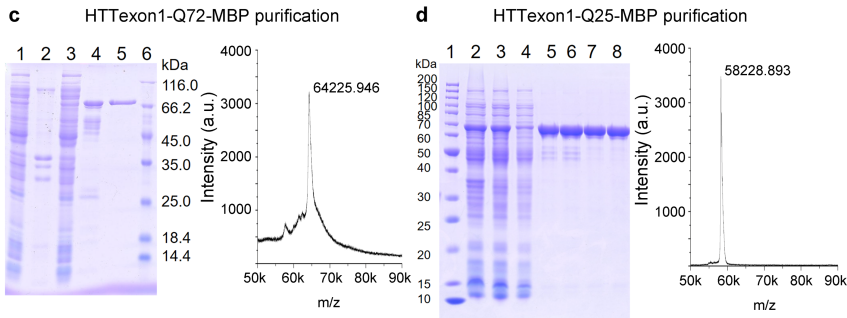 c
HTTexon1-Q72-MBP purification
1 2 3 4 5 6
kDa
116.0
66.2
45.0
35.0
25.0
18.4
14.4
Intensity (a.u.)
4000
3000
2000
1000
64225.946
50k 60k 70k 80k 90k
m/z
d
HTTexon1-Q25-MBP purification
kDa
1 2 3 4 5 6 7 8
200
150
120
100
85
70
60
50
40
30
25
20
15
10
Intensity (a.u.)
4000
3000
2000
1000
58228.893
50k 60k 70k 80k 90k
m/z